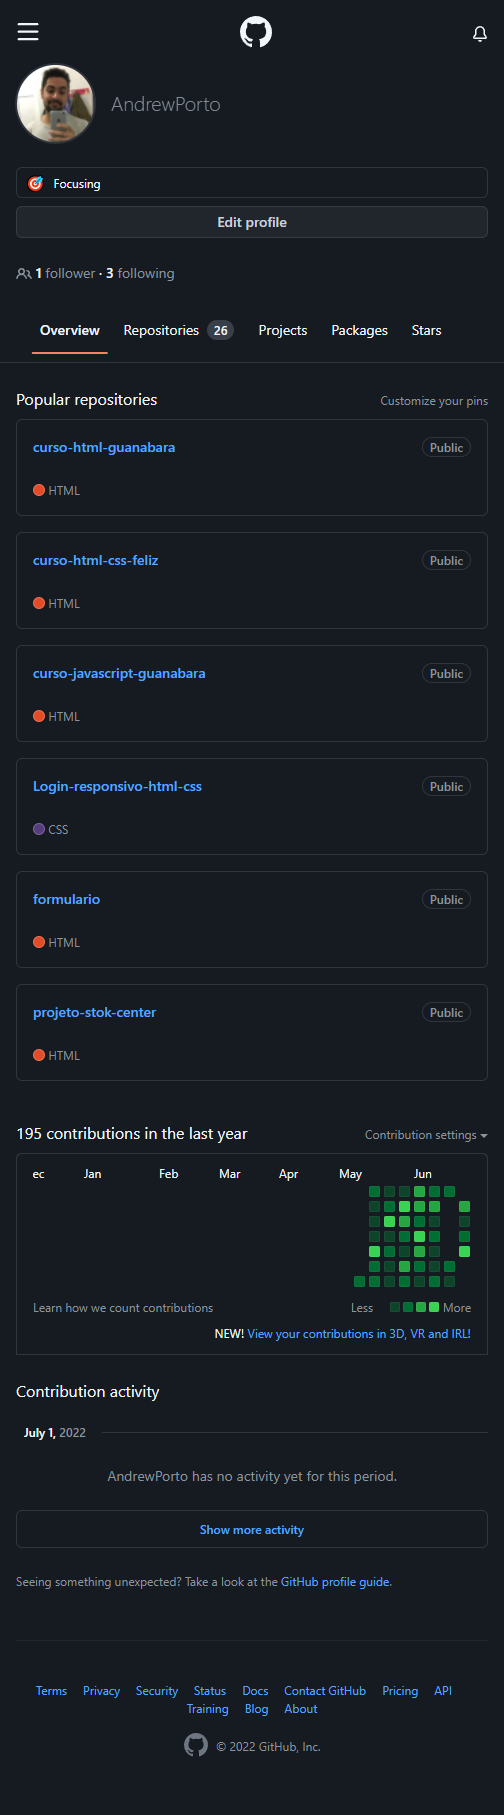 AndrewPorto
Focusing
Edit profile
1 follower · 3 following
Overview Repositories 26 Projects Packages Stars
Popular repositories Customize your pins
curso-html-guanabara Public
HTML
curso-html-css-feliz Public
HTML
curso-javascript-guanabara Public
HTML
Login-responsivo-html-css Public
CSS
formulario Public
HTML
projeto-stok-center Public
HTML
195 contributions in the last year Contribution settings
ec Jan Feb Mar Apr May Jun
Learn how we count contributions Less More
NEW! View your contributions in 3D, VR and IRL!
Contribution activity
July 1, 2022
AndrewPorto has no activity yet for this period.
Show more activity
Seeing something unexpected? Take a look at the GitHub profile guide.
Terms Privacy Security Status Docs Contact GitHub Pricing API
Training Blog About
© 2022 GitHub, Inc.